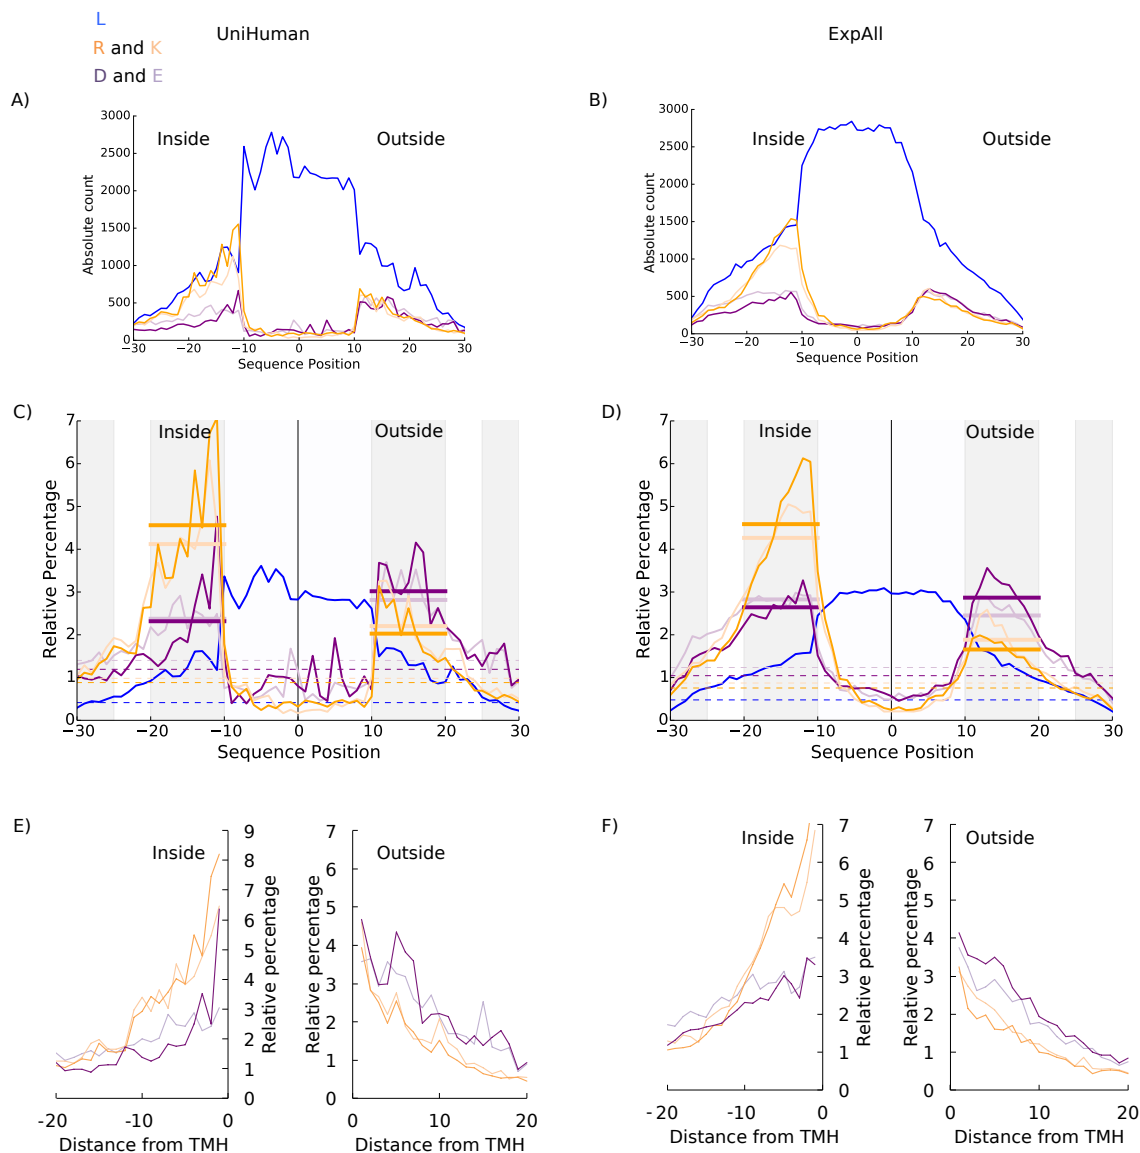 L
UniHuman
ExpAll
R and K
D and E
A)
B)
3000
2500
2000
1500
1000
500
0
Absolute count
Inside
Outside
−30
−20
−10
0
10
20
30
Sequence Position
3000
2500
2000
1500
1000
500
0
Absolute count
Inside
Outside
−30
−20
−10
0
10
20
30
Sequence Position
C)
7
6
5
4
3
2
1
0
Relative Percentage
Inside
Outside
−30
−20
−10
0
10
20
30
Sequence Position
D)
7
6
5
4
3
2
1
0
Relative Percentage
Inside
Outside
−30
−20
−10
0
10
20
30
Sequence Position
E)
Inside
9
8
7
6
5
4
3
2
1
0
Relative percentage
-20
-10
0
Distance from TMH
7
6
5
4
3
2
1
0
Relative percentage
Outside
0
10
20
Distance from TMH
F)
Inside
7
6
5
4
3
2
1
0
Relative percentage
-20
-10
0
Distance from TMH
7
6
5
4
3
2
1
0
Relative percentage
Outside
0
10
20
Distance from TMH